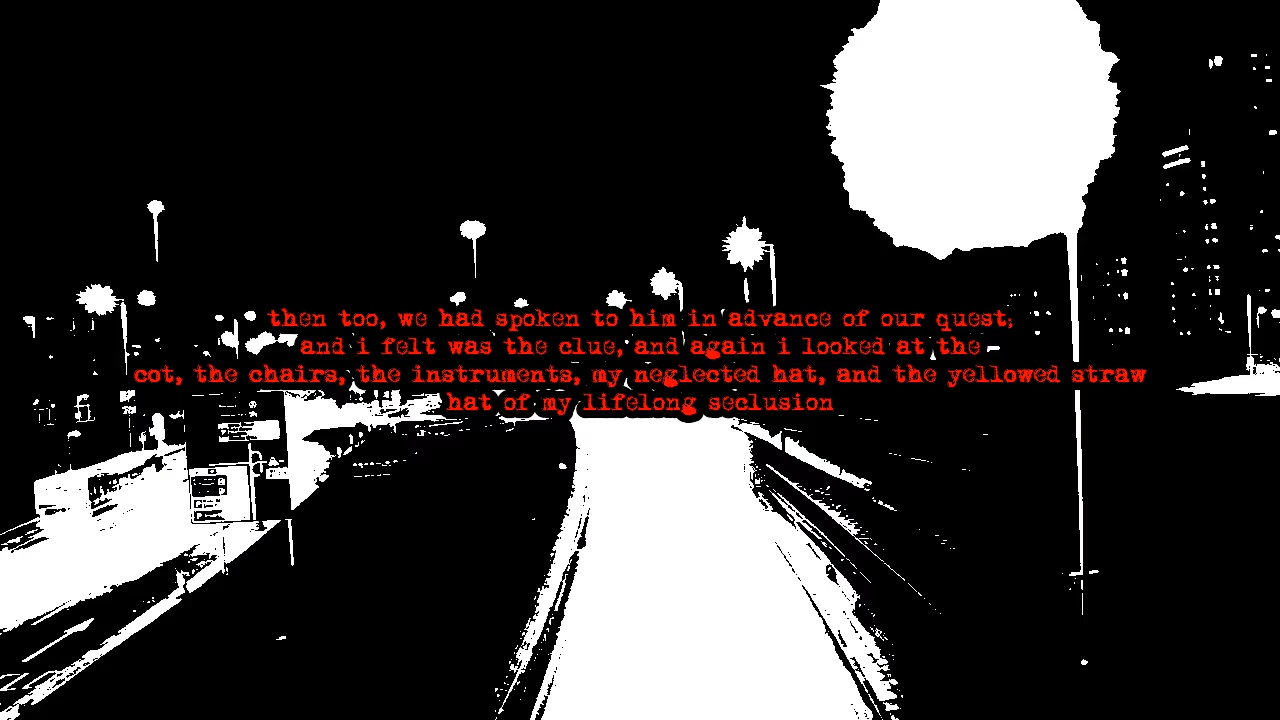 then too, we had spoken to him in advance of our quest;
and i felt was the clue, and again i looked at the
cot, the chairs, the instruments, my neglected hat, and the yellowed straw
hat of my lifelong seclusion